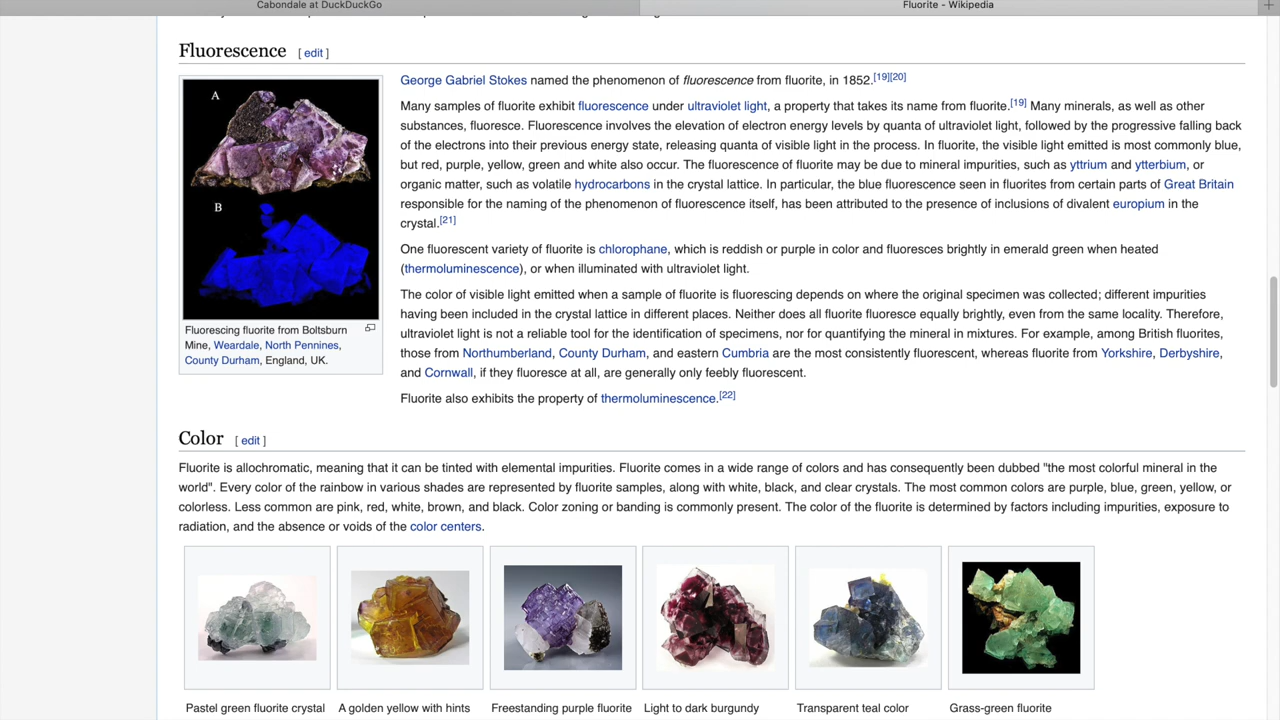 Cabondale at DuckDuckGo
Fluorite - Wikipedia
Fluorescence [ edit ]
A
B
Fluorescing fluorite from Boltsburn
Mine, Weardale, North Pennines,
County Durham, England, UK.
George Gabriel Stokes named the phenomenon of fluorescence from fluorite, in 1852.[19][20]
Many samples of fluorite exhibit fluorescence under ultraviolet light, a property that takes its name from fluorite.[19] Many minerals, as well as other
substances, fluoresce. Fluorescence involves the elevation of electron energy levels by quanta of ultraviolet light, followed by the progressive falling back
of the electrons into their previous energy state, releasing quanta of visible light in the process. In fluorite, the visible light emitted is most commonly blue,
but red, purple, yellow, green and white also occur. The fluorescence of fluorite may be due to mineral impurities, such as yttrium and ytterbium, or
organic matter, such as volatile hydrocarbons in the crystal lattice. In particular, the blue fluorescence seen in fluorites from certain parts of Great Britain
responsible for the naming of the phenomenon of fluorescence itself, has been attributed to the presence of inclusions of divalent europium in the
crystal.[21]
One fluorescent variety of fluorite is chlorophane, which is reddish or purple in color and fluoresces brightly in emerald green when heated
(thermoluminescence), or when illuminated with ultraviolet light.
The color of visible light emitted when a sample of fluorite is fluorescing depends on where the original specimen was collected; different impurities
having been included in the crystal lattice in different places. Neither does all fluorite fluoresce equally brightly, even from the same locality. Therefore,
ultraviolet light is not a reliable tool for the identification of specimens, nor for quantifying the mineral in mixtures. For example, among British fluorites,
those from Northumberland, County Durham, and eastern Cumbria are the most consistently fluorescent, whereas fluorite from Yorkshire, Derbyshire,
and Cornwall, if they fluoresce at all, are generally only feebly fluorescent.
Fluorite also exhibits the property of thermoluminescence.[22]
Color [ edit ]
Fluorite is allochromatic, meaning that it can be tinted with elemental impurities. Fluorite comes in a wide range of colors and has consequently been dubbed "the most colorful mineral in the
world". Every color of the rainbow in various shades are represented by fluorite samples, along with white, black, and clear crystals. The most common colors are purple, blue, green, yellow, or
colorless. Less common are pink, red, white, brown, and black. Color zoning or banding is commonly present. The color of the fluorite is determined by factors including impurities, exposure to
radiation, and the absence or voids of the color centers.
Pastel green fluorite crystal
A golden yellow with hints
Freestanding purple fluorite
Light to dark burgundy
Transparent teal color
Grass-green fluorite